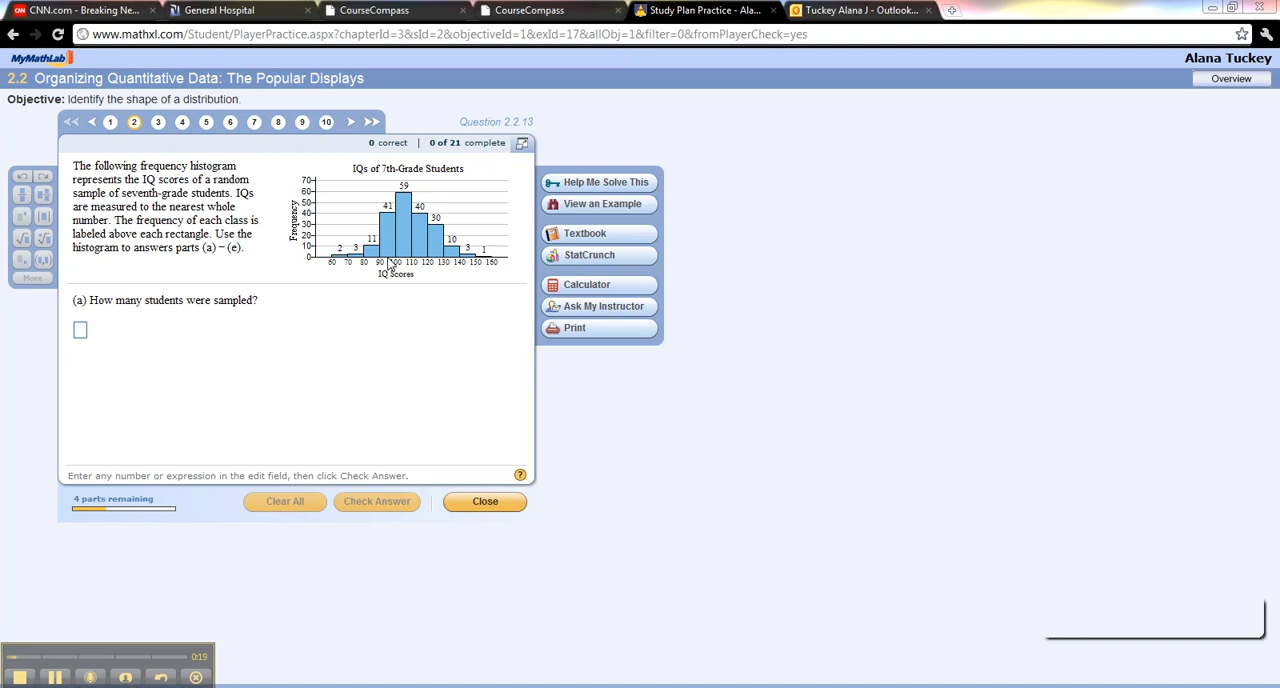 CNN.com - Breaking Ne...
General Hospital
CourseCompass
CourseCompass
Study Plan Practice - Ala...
Tuckey Alana J - Outlook...
www.mathxl.com/Student/PlayerPractice.aspx?chapterId=3&sId=2&objectiveId=1&exId=17&allObj=1&filter=0&fromPlayerCheck=yes
MyMathLab
Alana Tuckey
2.2 Organizing Quantitative Data: The Popular Displays
Overview
Objective: Identify the shape of a distribution.
1 2 3 4 5 6 7 8 9 10
Question 2.2.13
0 correct | 0 of 21 complete
The following frequency histogram
represents the IQ scores of a random
sample of seventh-grade students. IQs
are measured to the nearest whole
number. The frequency of each class is
labeled above each rectangle. Use the
histogram to answers parts (a) – (e).
IQs of 7th-Grade Students
Frequency
70
60
50
40
30
20
10
0
2 3 11 41 59 40 30 10 3 1
60 70 80 90 100 110 120 130 140 150 160
IQ Scores
(a) How many students were sampled?
More
Help Me Solve This
View an Example
Textbook
StatCrunch
Calculator
Ask My Instructor
Print
Enter any number or expression in the edit field, then click Check Answer.
?
4 parts remaining
Clear All
Check Answer
Close
0:19